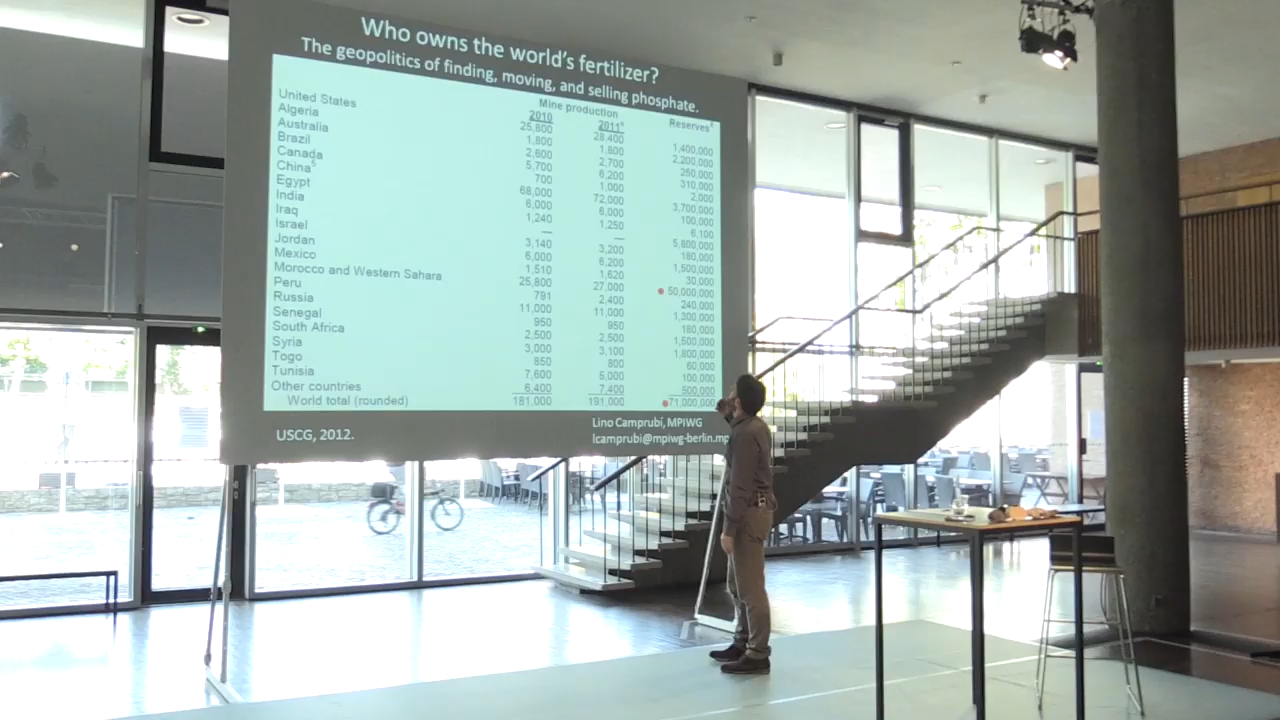 Who owns the world's fertilizer?
The geopolitics of finding, moving, and selling phosphate.
Mine production
2010 2011ᵉ Reserves⁴
United States 25,800 28,400 1,400,000
Algeria 1,800 1,800 2,200,000
Australia 2,600 2,700 250,000
Brazil 5,700 6,200 310,000
Canada 700 1,000 2,000
China⁵ 68,000 72,000 3,700,000
Egypt 6,000 6,000 100,000
India 1,240 1,250 6,100
Iraq — — 5,800,000
Israel 3,140 3,200 180,000
Jordan 6,000 6,200 1,500,000
Mexico 1,510 1,620 30,000
Morocco and Western Sahara 25,800 27,000 50,000,000
Peru 791 2,400 240,000
Russia 11,000 11,000 1,300,000
Senegal 950 950 180,000
South Africa 2,500 2,500 1,500,000
Syria 3,000 3,100 1,800,000
Togo 850 800 60,000
Tunisia 7,600 5,000 100,000
Other countries 6,400 7,400 500,000
World total (rounded) 181,000 191,000 71,000,000
USCG, 2012.
Lino Camprubí, MPIWG
lcamprubi@mpiwg-berlin.mp